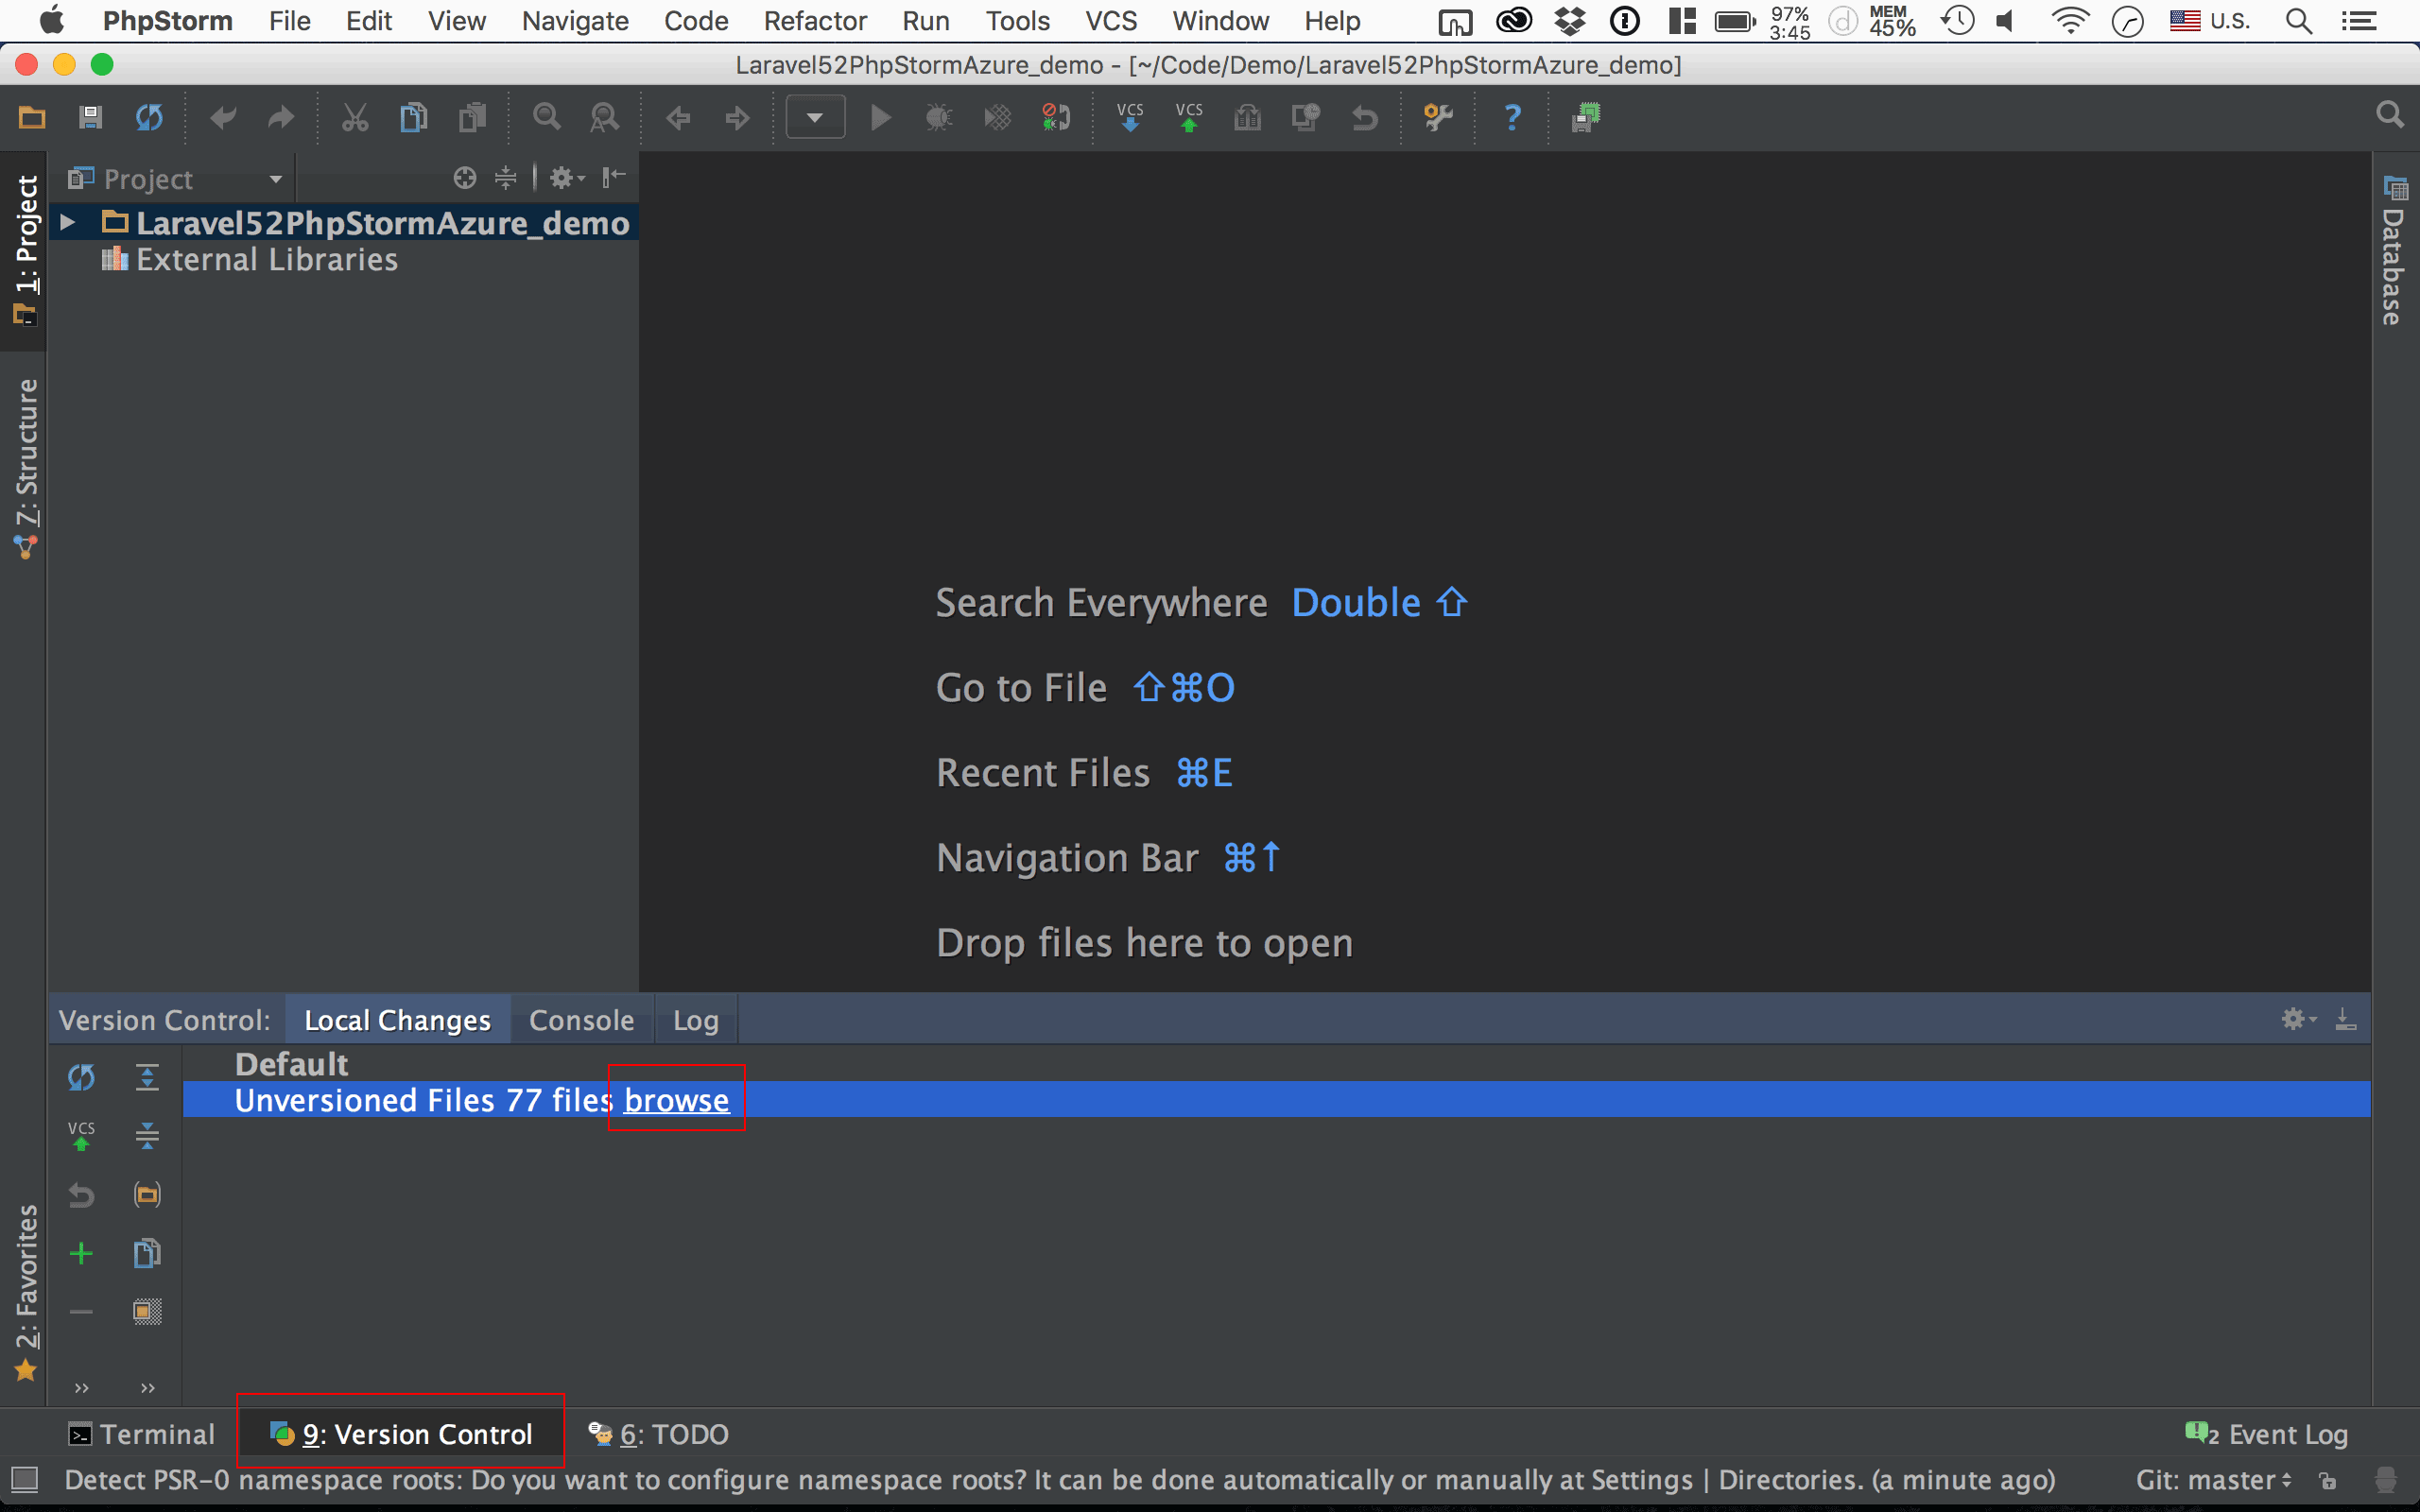 PhpStorm File Edit View Navigate Code Refactor Run Tools VCS Window Help 97% 3:45 MEM 45% U.S.
Laravel52PhpStormAzure_demo - [~/Code/Demo/Laravel52PhpStormAzure_demo]
VCS VCS ?
Project
1: Project
Laravel52PhpStormAzure_demo
External Libraries
Database
7: Structure
Search Everywhere Double ⇧
Go to File ⇧⌘O
Recent Files ⌘E
Navigation Bar ⌘↑
Drop files here to open
Version Control: Local Changes Console Log
Default
Unversioned Files 77 files browse
VCS
2: Favorites
Terminal 9: Version Control 6: TODO 2 Event Log
Detect PSR-0 namespace roots: Do you want to configure namespace roots? It can be done automatically or manually at Settings | Directories. (a minute ago) Git: master